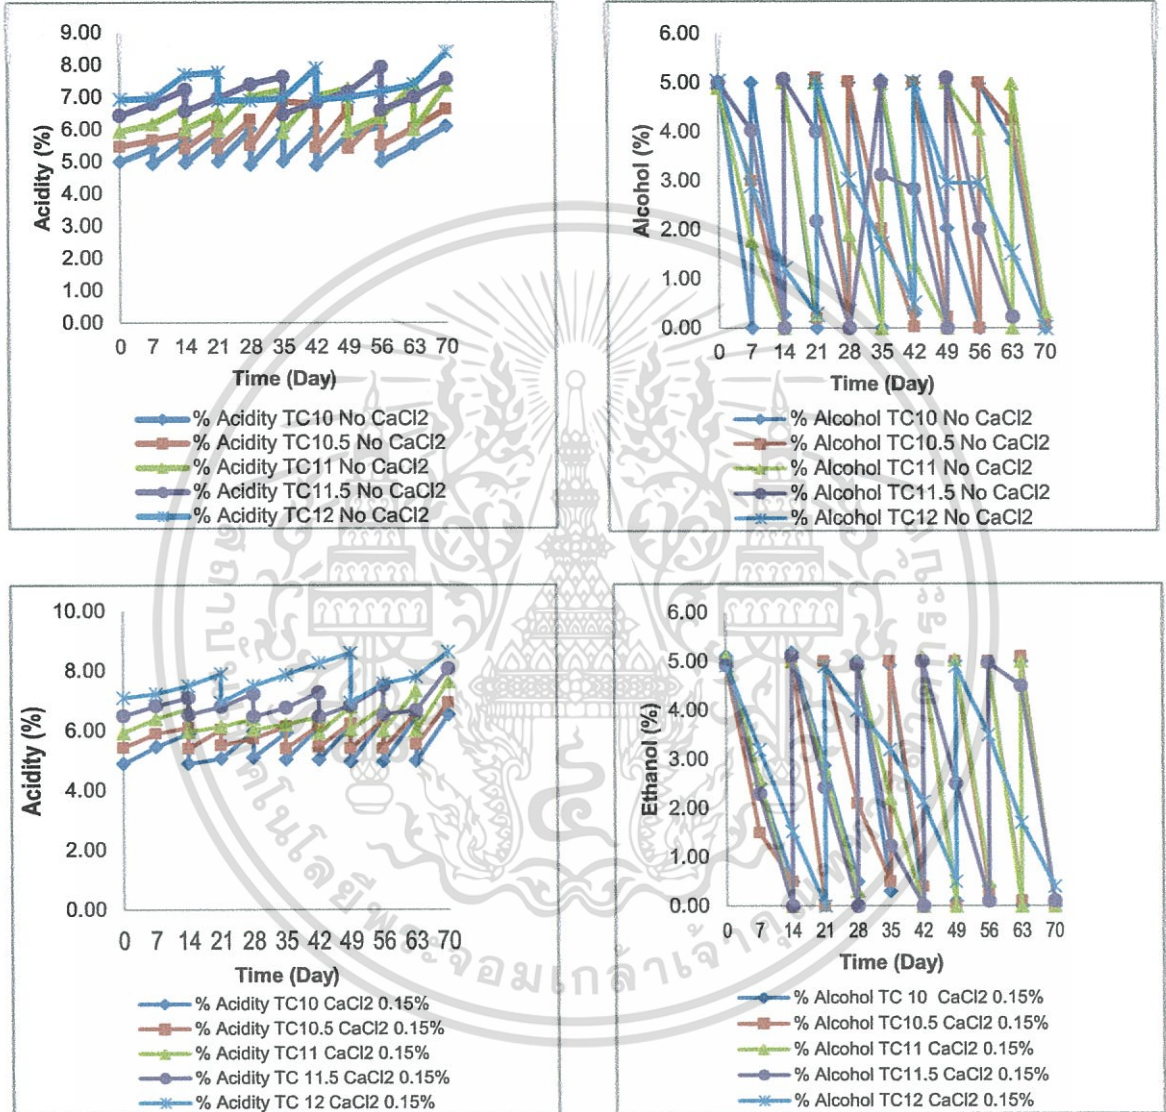 9.00
8.00
7.00
6.00
5.00
4.00
3.00
2.00
1.00
0.00
Acidity (%)
0 7 14 21 28 35 42 49 56 63 70
Time (Day)
% Acidity TC10 No CaCl2
% Acidity TC10.5 No CaCl2
% Acidity TC11 No CaCl2
% Acidity TC11.5 No CaCl2
% Acidity TC12 No CaCl2
6.00
5.00
4.00
3.00
2.00
1.00
0.00
Alcohol (%)
0 7 14 21 28 35 42 49 56 63 70
Time (Day)
% Alcohol TC10 No CaCl2
% Alcohol TC10.5 No CaCl2
% Alcohol TC11 No CaCl2
% Alcohol TC11.5 No CaCl2
% Alcohol TC12 No CaCl2
10.00
8.00
6.00
4.00
2.00
0.00
Acidity (%)
0 7 14 21 28 35 42 49 56 63 70
Time (Day)
% Acidity TC10 CaCl2 0.15%
% Acidity TC10.5 CaCl2 0.15%
% Acidity TC11 CaCl2 0.15%
% Acidity TC 11.5 CaCl2 0.15%
% Acidity TC 12 CaCl2 0.15%
6.00
5.00
4.00
3.00
2.00
1.00
0.00
Ethanol (%)
0 7 14 21 28 35 42 49 56 63 70
Time (Day)
% Alcohol TC 10 CaCl2 0.15%
% Alcohol TC10.5 CaCl2 0.15%
% Alcohol TC11 CaCl2 0.15%
% Alcohol TC11.5 CaCl2 0.15%
% Alcohol TC12 CaCl2 0.15%